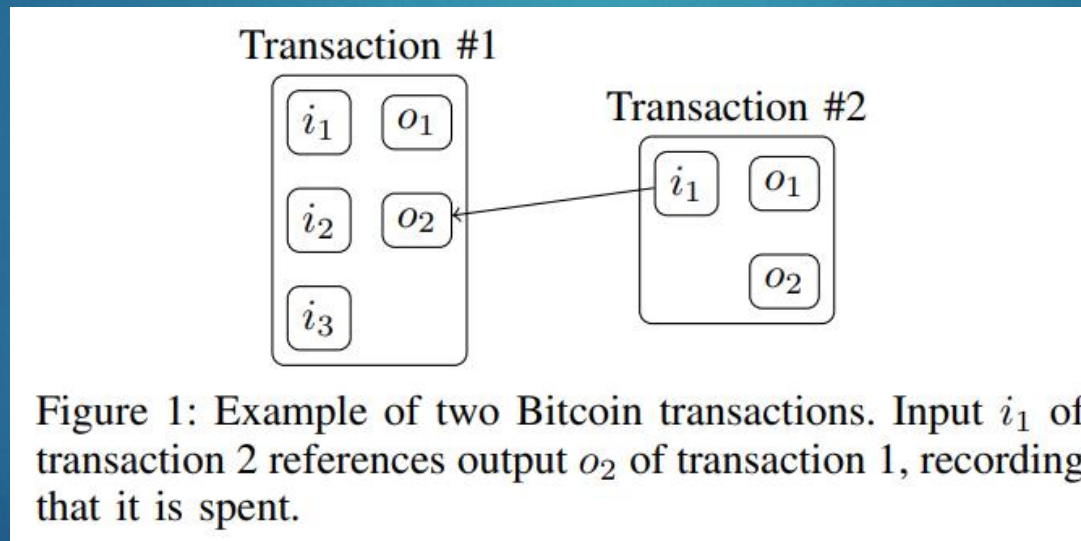 Transaction #1
Transaction #2
i₁ o₁
i₂ o₂
i₃
i₁ o₁
o₂
Figure 1: Example of two Bitcoin transactions. Input i₁ of
transaction 2 references output o₂ of transaction 1, recording
that it is spent.